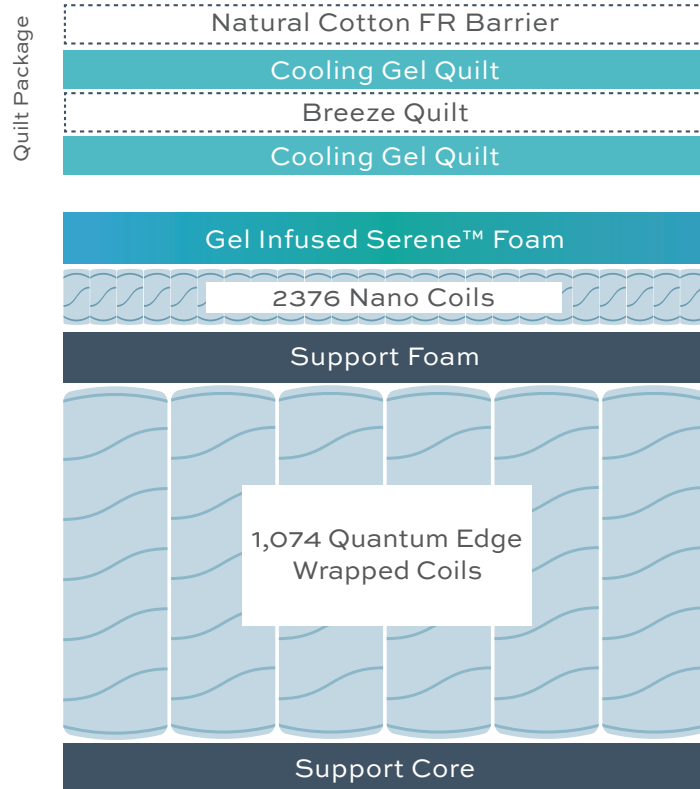 Quilt Package
Natural Cotton FR Barrier
Cooling Gel Quilt
Breeze Quilt
Cooling Gel Quilt
Gel Infused Serene™ Foam
2376 Nano Coils
Support Foam
1,074 Quantum Edge
Wrapped Coils
Support Core